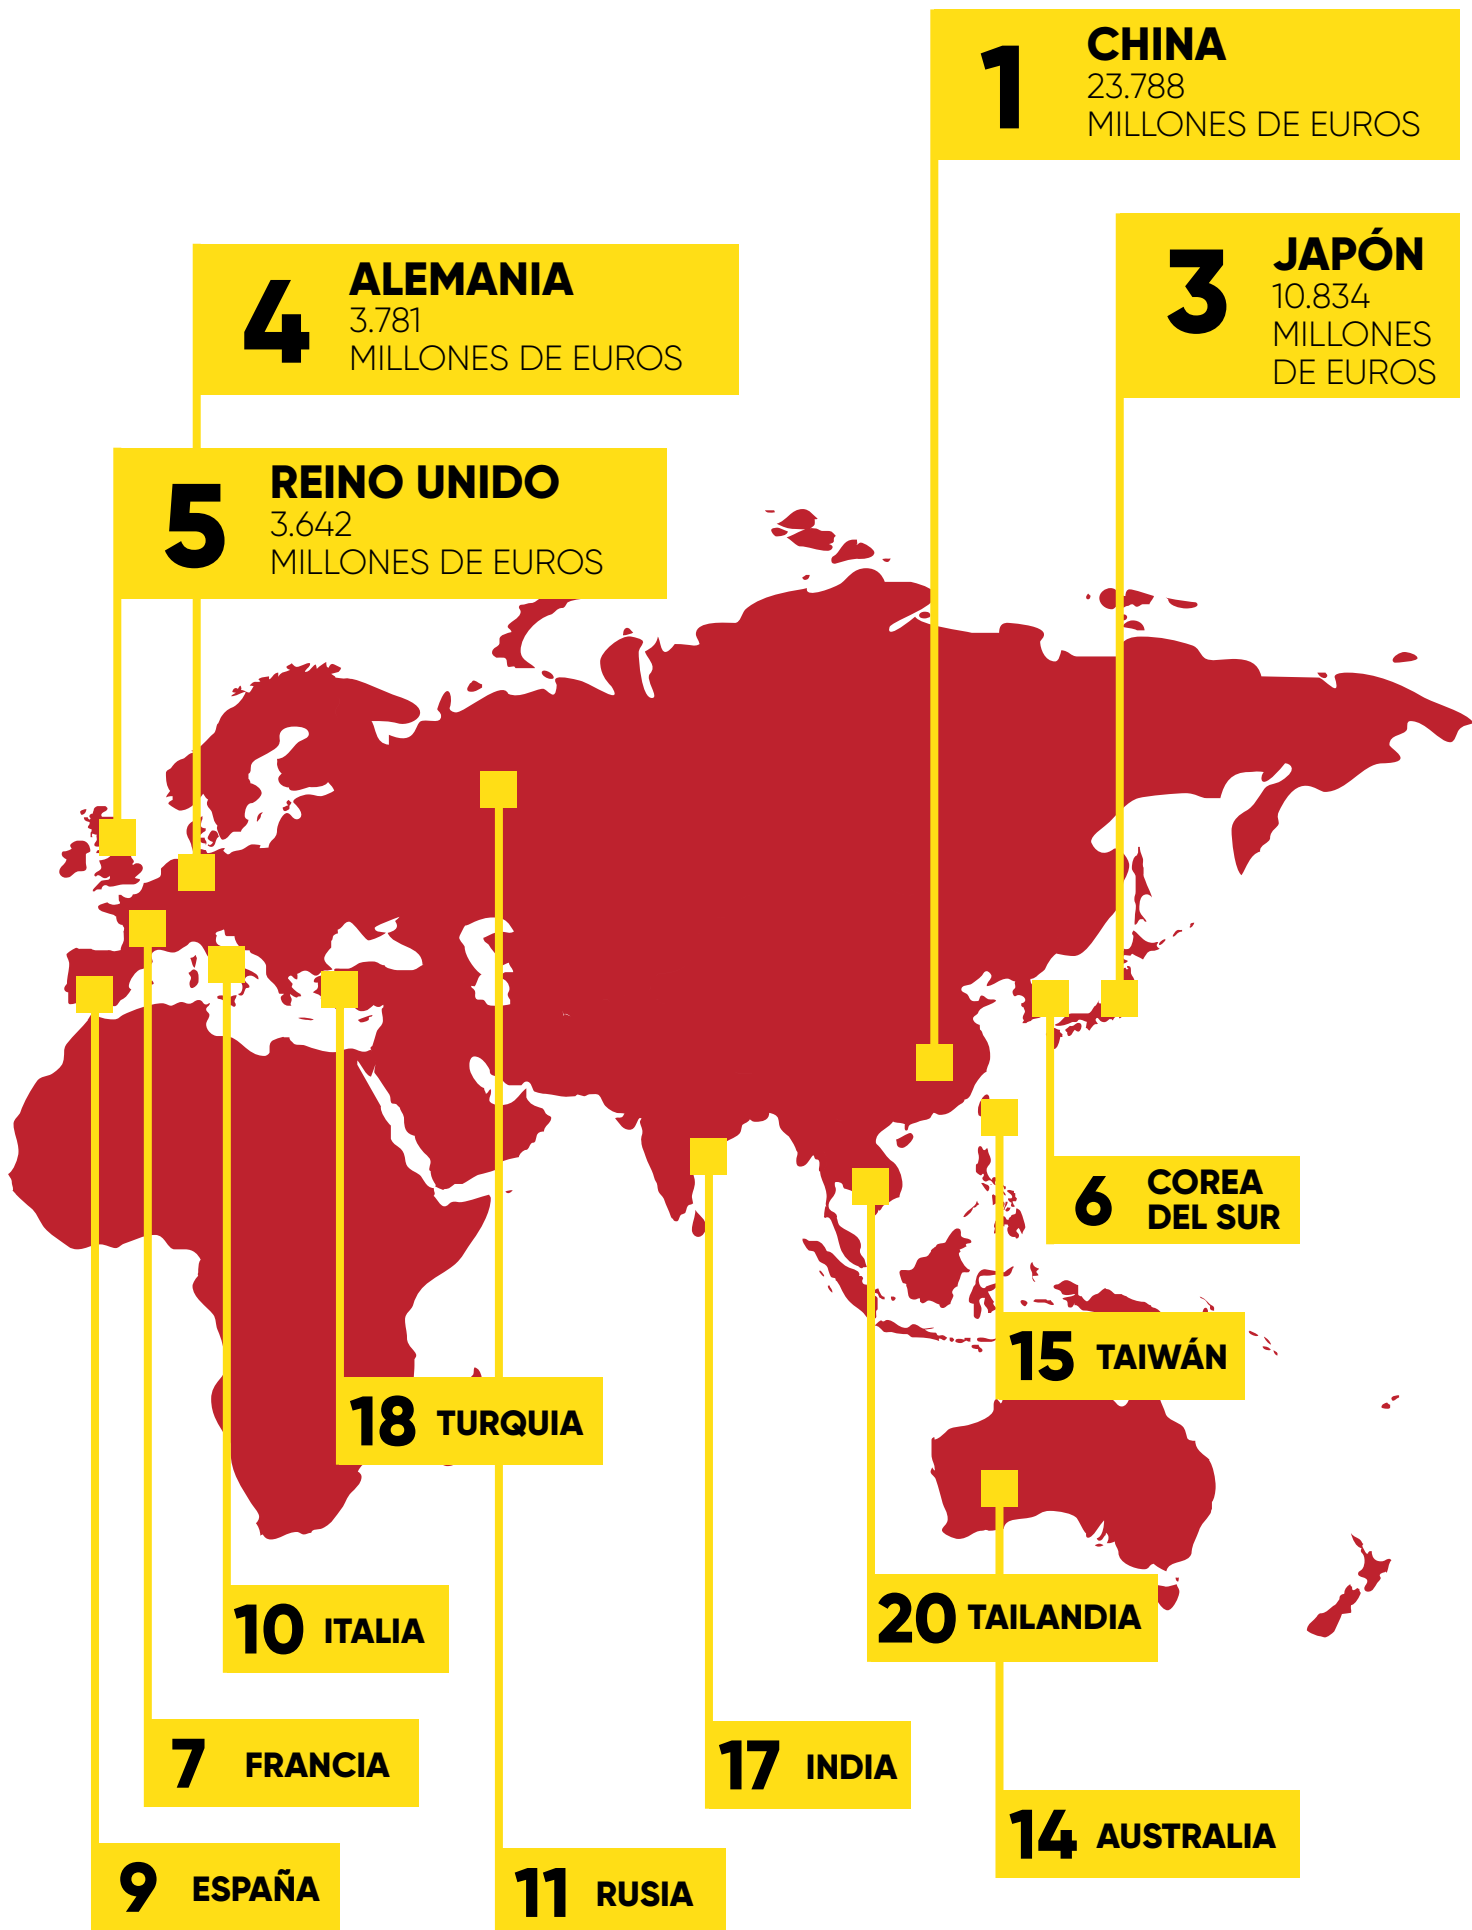 1
CHINA
23.788
MILLONES DE EUROS
3
JAPÓN
10.834
MILLONES
DE EUROS
4
ALEMANIA
3.781
MILLONES DE EUROS
5
REINO UNIDO
3.642
MILLONES DE EUROS
6
COREA
DEL SUR
15 TAIWÁN
18 TURQUIA
10 ITALIA
20 TAILANDIA
7 FRANCIA
17 INDIA
14 AUSTRALIA
9 ESPAÑA
11 RUSIA